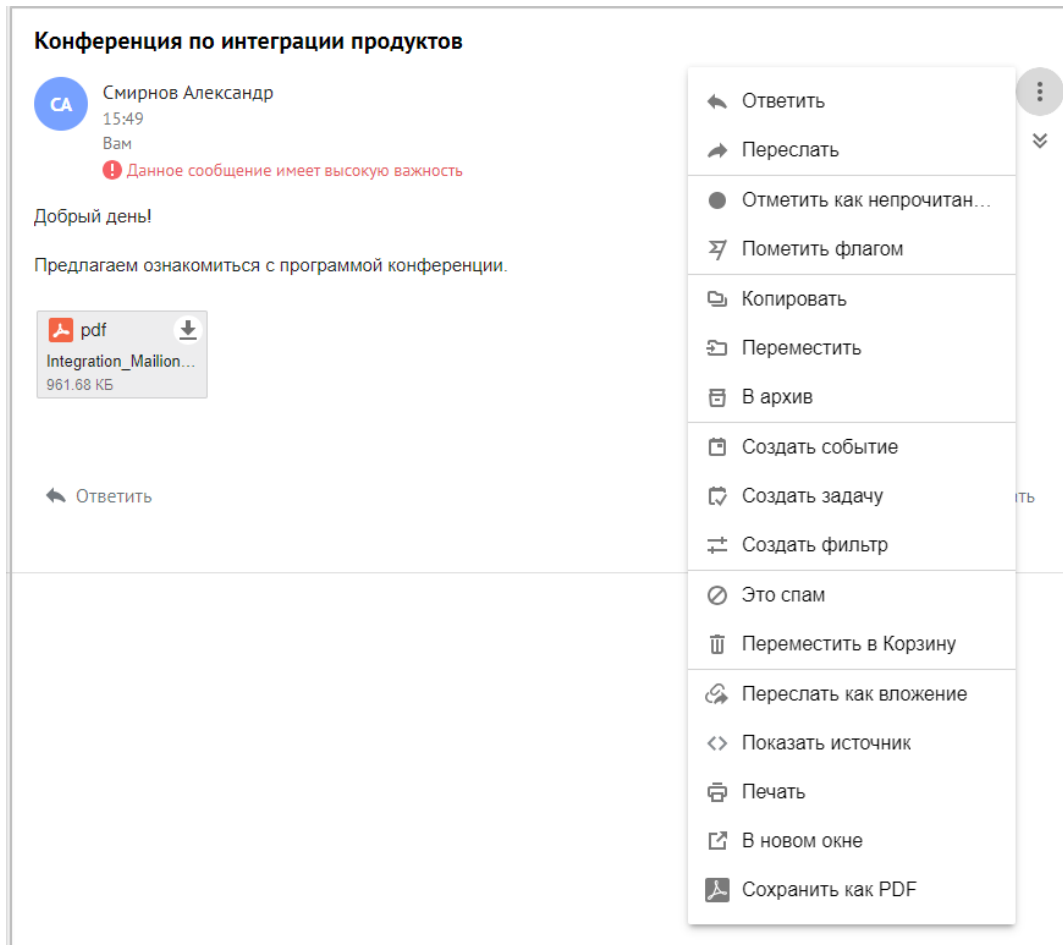 Конференция по интеграции продуктов
СА
Смирнов Александр
15:49
Вам
Данное сообщение имеет высокую важность
Добрый день!
Предлагаем ознакомиться с программой конференции.
pdf
Integration_Mailion...
961.68 КБ
Ответить
ть
Ответить
Переслать
Отметить как непрочитан...
Пометить флагом
Копировать
Переместить
В архив
Создать событие
Создать задачу
Создать фильтр
Это спам
Переместить в Корзину
Переслать как вложение
Показать источник
Печать
В новом окне
Сохранить как PDF